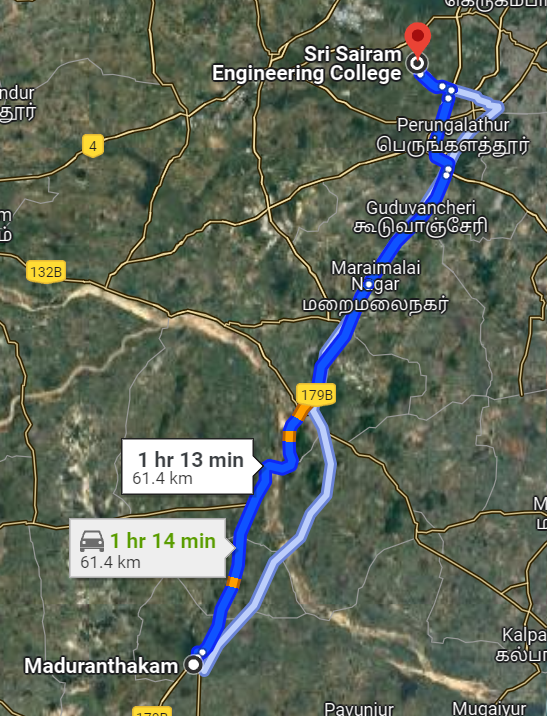 Sri Sairam
Engineering College
ndur
தூர்
4
Perungalathur
பெருங்களத்தூர்
Guduvancheri
கூடுவாஞ்சேரி
132B
Maraimalai
Nagar
மறைமலைநகர்
179B
1 hr 13 min
61.4 km
1 hr 14 min
61.4 km
Maduranthakam
Kalpa
கல்பா
Payunjur
Mugaiyur